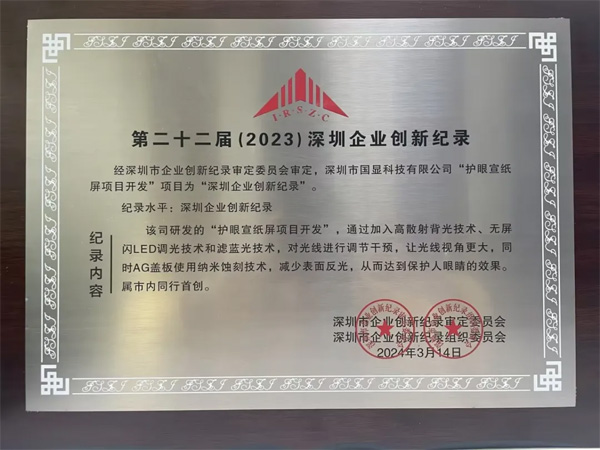 I·R·S·Z·C
第二十二届(2023)深圳企业创新纪录
经深圳市企业创新纪录审定委员会审定，深圳市国显科技有限公司“护眼宣纸
屏项目开发”项目为“深圳企业创新纪录”。
纪录水平：深圳企业创新纪录
纪录内容
该司研发的“护眼宣纸屏项目开发”，通过加入高散射背光技术、无屏
闪LED调光技术和滤蓝光技术，对光线进行调节干预，让光线视角更大，同
时AG盖板使用纳米蚀刻技术，减少表面反光，从而达到保护人眼睛的效果。
属市内同行首创。
深圳市企业创新纪录审定委员会
深圳市企业创新纪录组织委员会
2024年3月14日